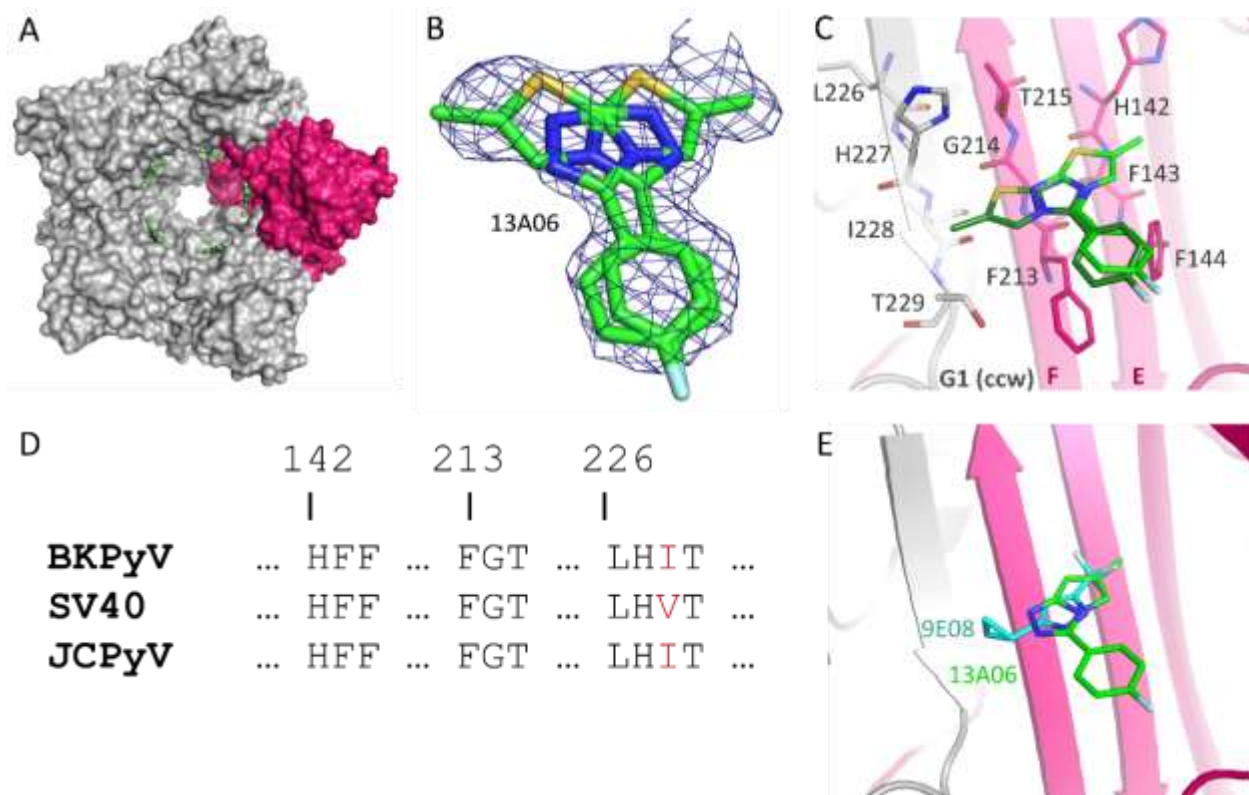 A
B
13A06
C
L226
T215
H142
H227
G214
F143
I228
F144
F213
T229
G1 (ccw) F E
D
142 213 226
BKPyV ... HFF ... FGT ... LHIT ...
SV40 ... HFF ... FGT ... LHVT ...
JCPyV ... HFF ... FGT ... LHIT ...
E
9E08
13A06